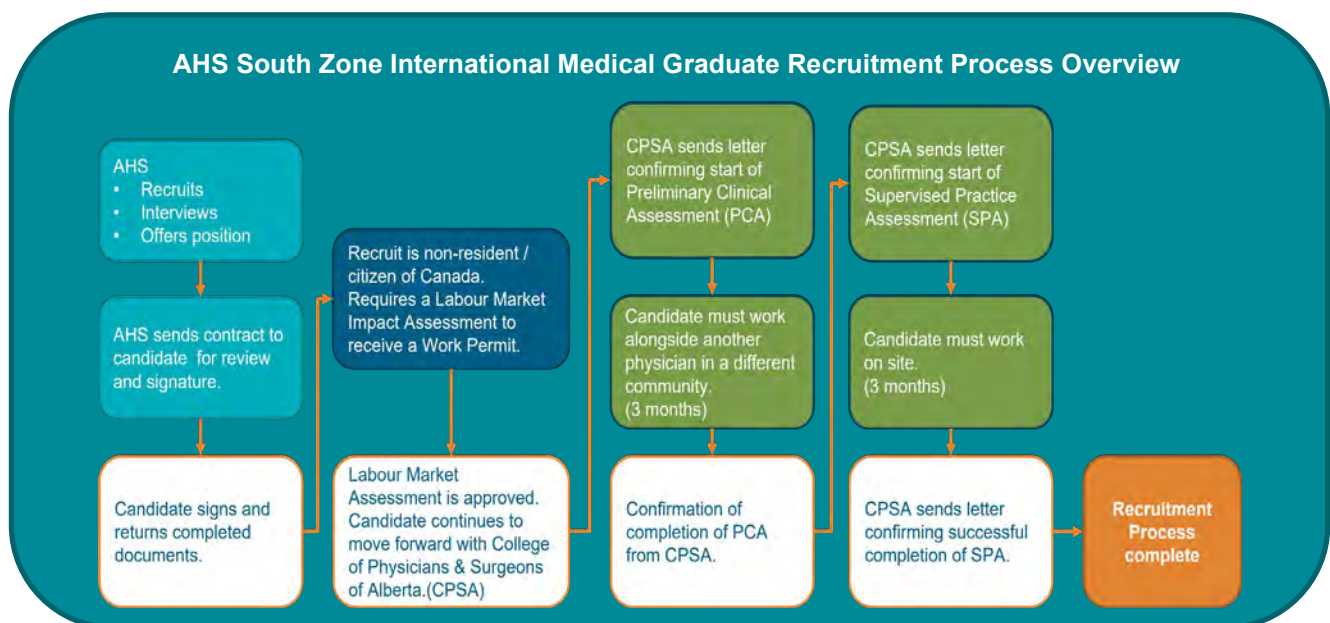 AHS South Zone International Medical Graduate Recruitment Process Overview
AHS
• Recruits
• Interviews
• Offers position
AHS sends contract to
candidate for review
and signature.
Candidate signs and
returns completed
documents.
Recruit is non-resident /
citizen of Canada.
Requires a Labour Market
Impact Assessment to
receive a Work Permit.
Labour Market
Assessment is approved.
Candidate continues to
move forward with College
of Physicians & Surgeons
of Alberta.(CPSA)
CPSA sends letter
confirming start of
Preliminary Clinical
Assessment (PCA)
Candidate must work
alongside another
physician in a different
community.
(3 months)
Confirmation of
completion of PCA
from CPSA.
CPSA sends letter
confirming start of
Supervised Practice
Assessment (SPA)
Candidate must work
on site.
(3 months)
CPSA sends letter
confirming successful
completion of SPA.
Recruitment
Process
complete